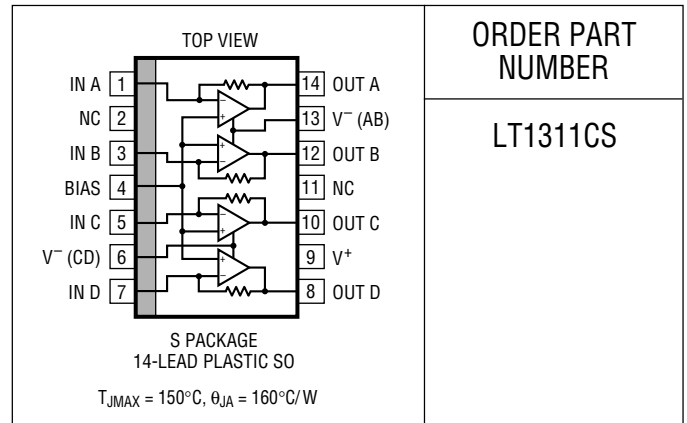 TOP VIEW
IN A 1
NC 2
IN B 3
BIAS 4
IN C 5
V⁻ (CD) 6
IN D 7
14 OUT A
13 V⁻ (AB)
12 OUT B
11 NC
10 OUT C
9 V⁺
8 OUT D
− + + − − + + −
S PACKAGE
14-LEAD PLASTIC SO
TJMAX = 150°C, θJA = 160°C/W
ORDER PART
NUMBER
LT1311CS